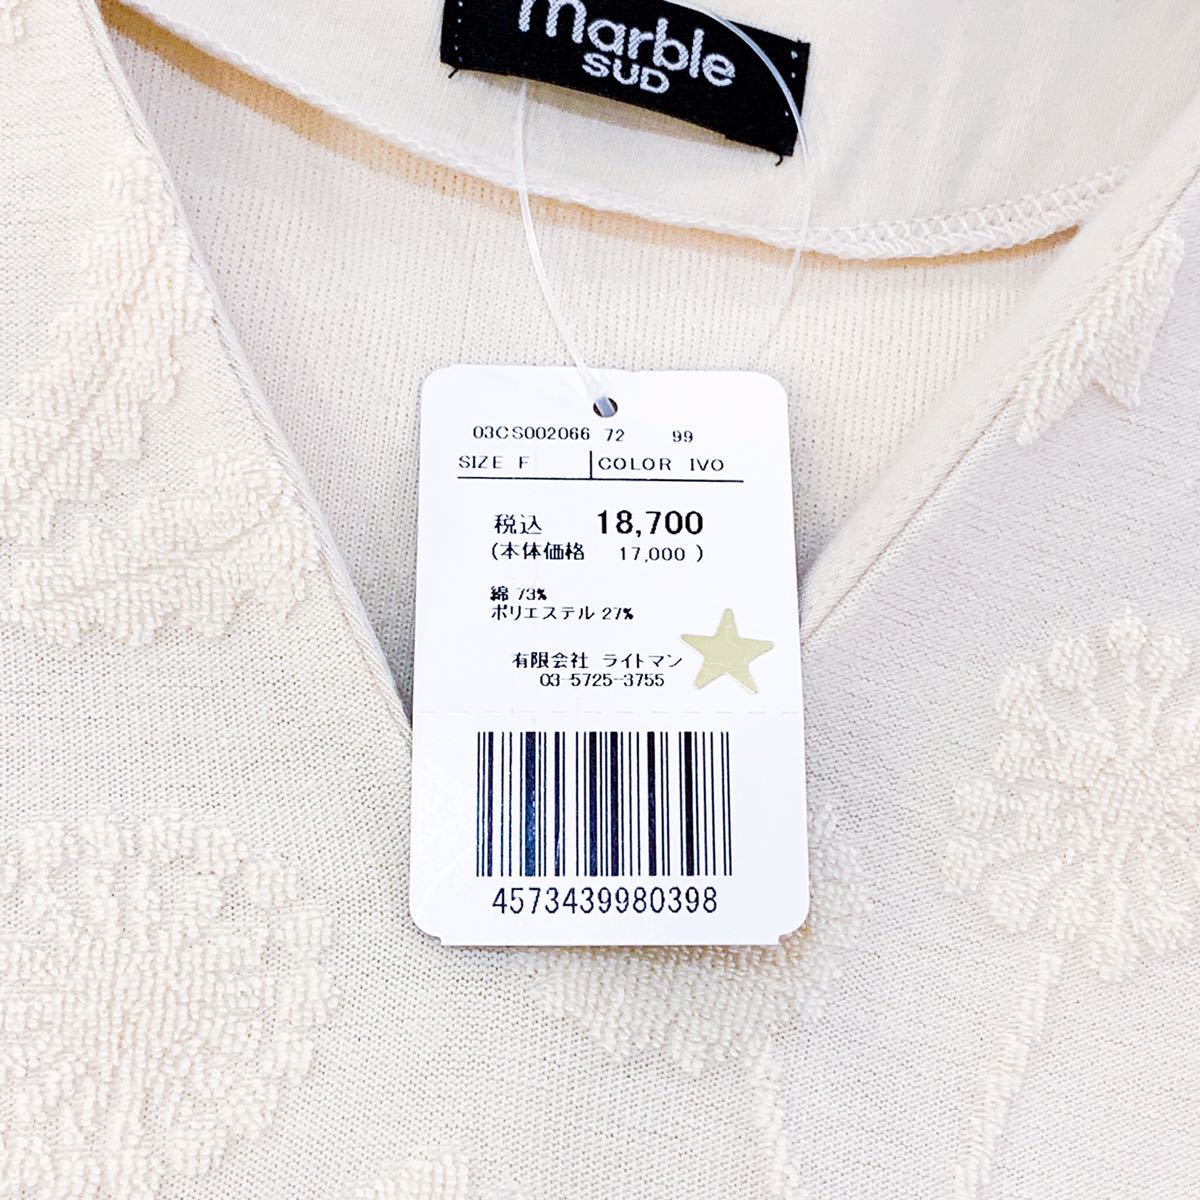 marble
SUD
03CS002066 72 99
SIZE F COLOR IVO
税込 18,700
(本体価格 17,000 )
綿 73%
ポリエステル 27%
有限会社 ライトマン
03-5725-3755
4573439980398